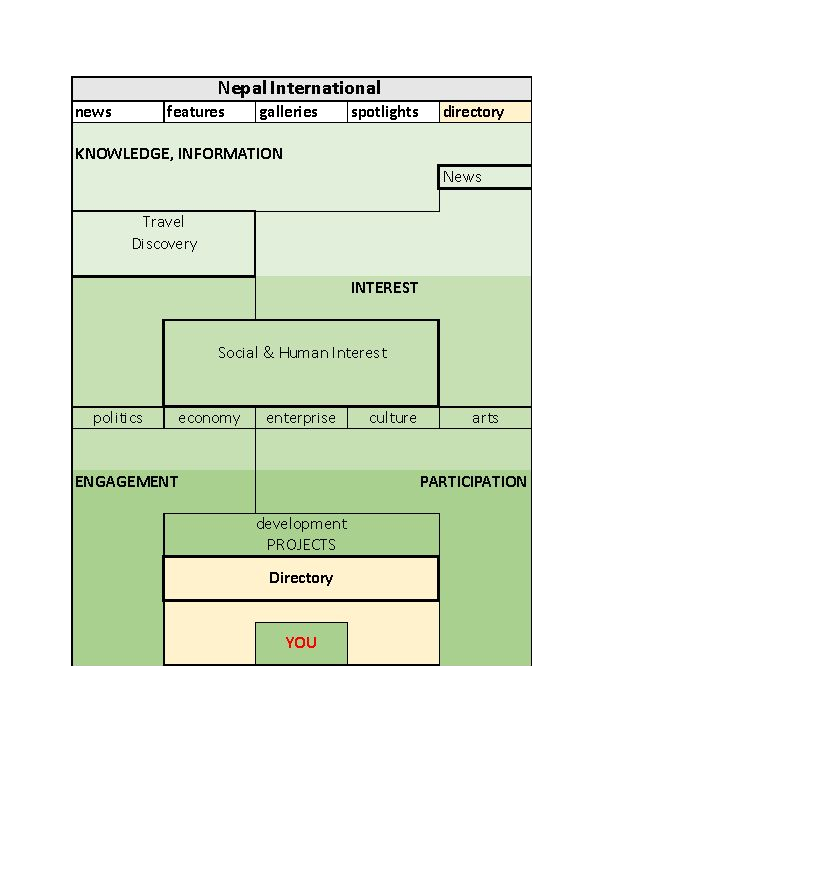 Nepal International
news features galleries spotlights directory
KNOWLEDGE, INFORMATION
News
Travel
Discovery
INTEREST
Social & Human Interest
politics economy enterprise culture arts
ENGAGEMENT PARTICIPATION
development
PROJECTS
Directory
YOU